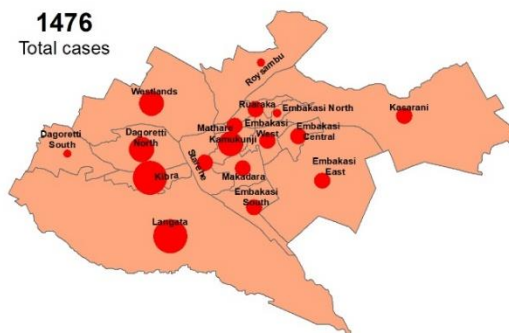 1476
Total cases
Roysambu
Westlands
Ruaraka
Embakasi North
Kasarani
Mathare
Embakasi
West
Dagoretti
South
Dagoretti
North
Kamukunji
Embakasi
Central
Starehe
Kibra
Makadara
Embakasi
East
Embakasi
South
Langata